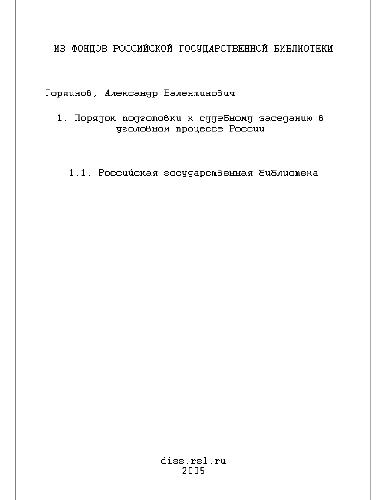 ИЗ ФОНДОВ РОССИЙСКОЙ ГОСУДАРСТВЕННОЙ БИБЛИОТЕКИ
Горяинов, Александр Валентинович
1. Порядок подготовки к судебному заседанию в
уголовном процессе России
1.1. Российская государственная библиотека
diss.rsl.ru
2005